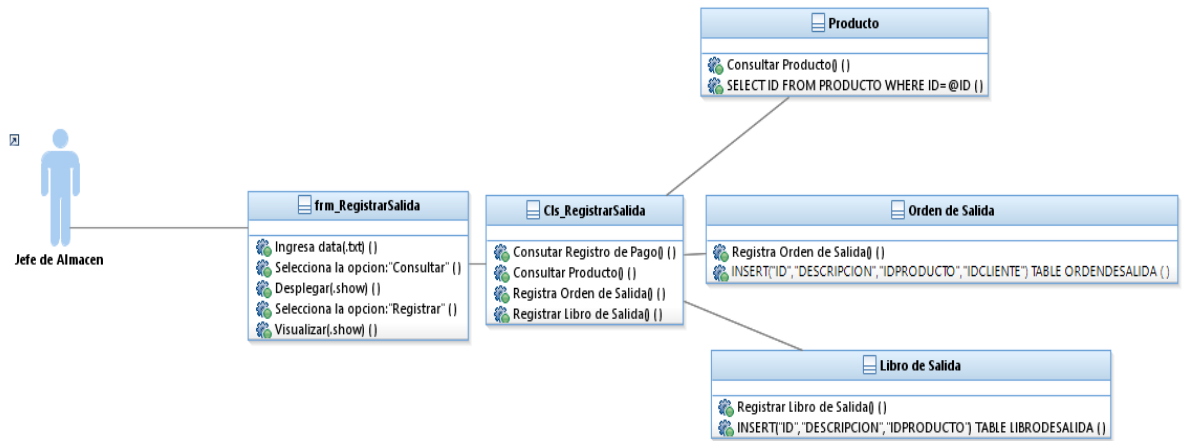 Producto
Consultar Producto() ( )
SELECT ID FROM PRODUCTO WHERE ID=@ID ( )
Jefe de Almacen
frm_RegistrarSalida
Ingresa data(.txt) ( )
Selecciona la opcion:"Consultar" ( )
Desplegar(.show) ( )
Selecciona la opcion:"Registrar" ( )
Visualizar(.show) ( )
Cls_RegistrarSalida
Consutar Registro de Pago() ( )
Consultar Producto() ( )
Registra Orden de Salida() ( )
Registrar Libro de Salida() ( )
Orden de Salida
Registra Orden de Salida() ( )
INSERT("ID","DESCRIPCION","IDPRODUCTO","IDCLIENTE") TABLE ORDENDESALIDA ( )
Libro de Salida
Registrar Libro de Salida() ( )
INSERT("ID","DESCRIPCION","IDPRODUCTO") TABLE LIBRODESALIDA ( )